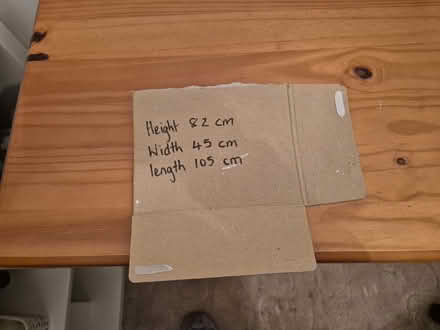 Height 82 cm
Width 45 cm
length 105 cm